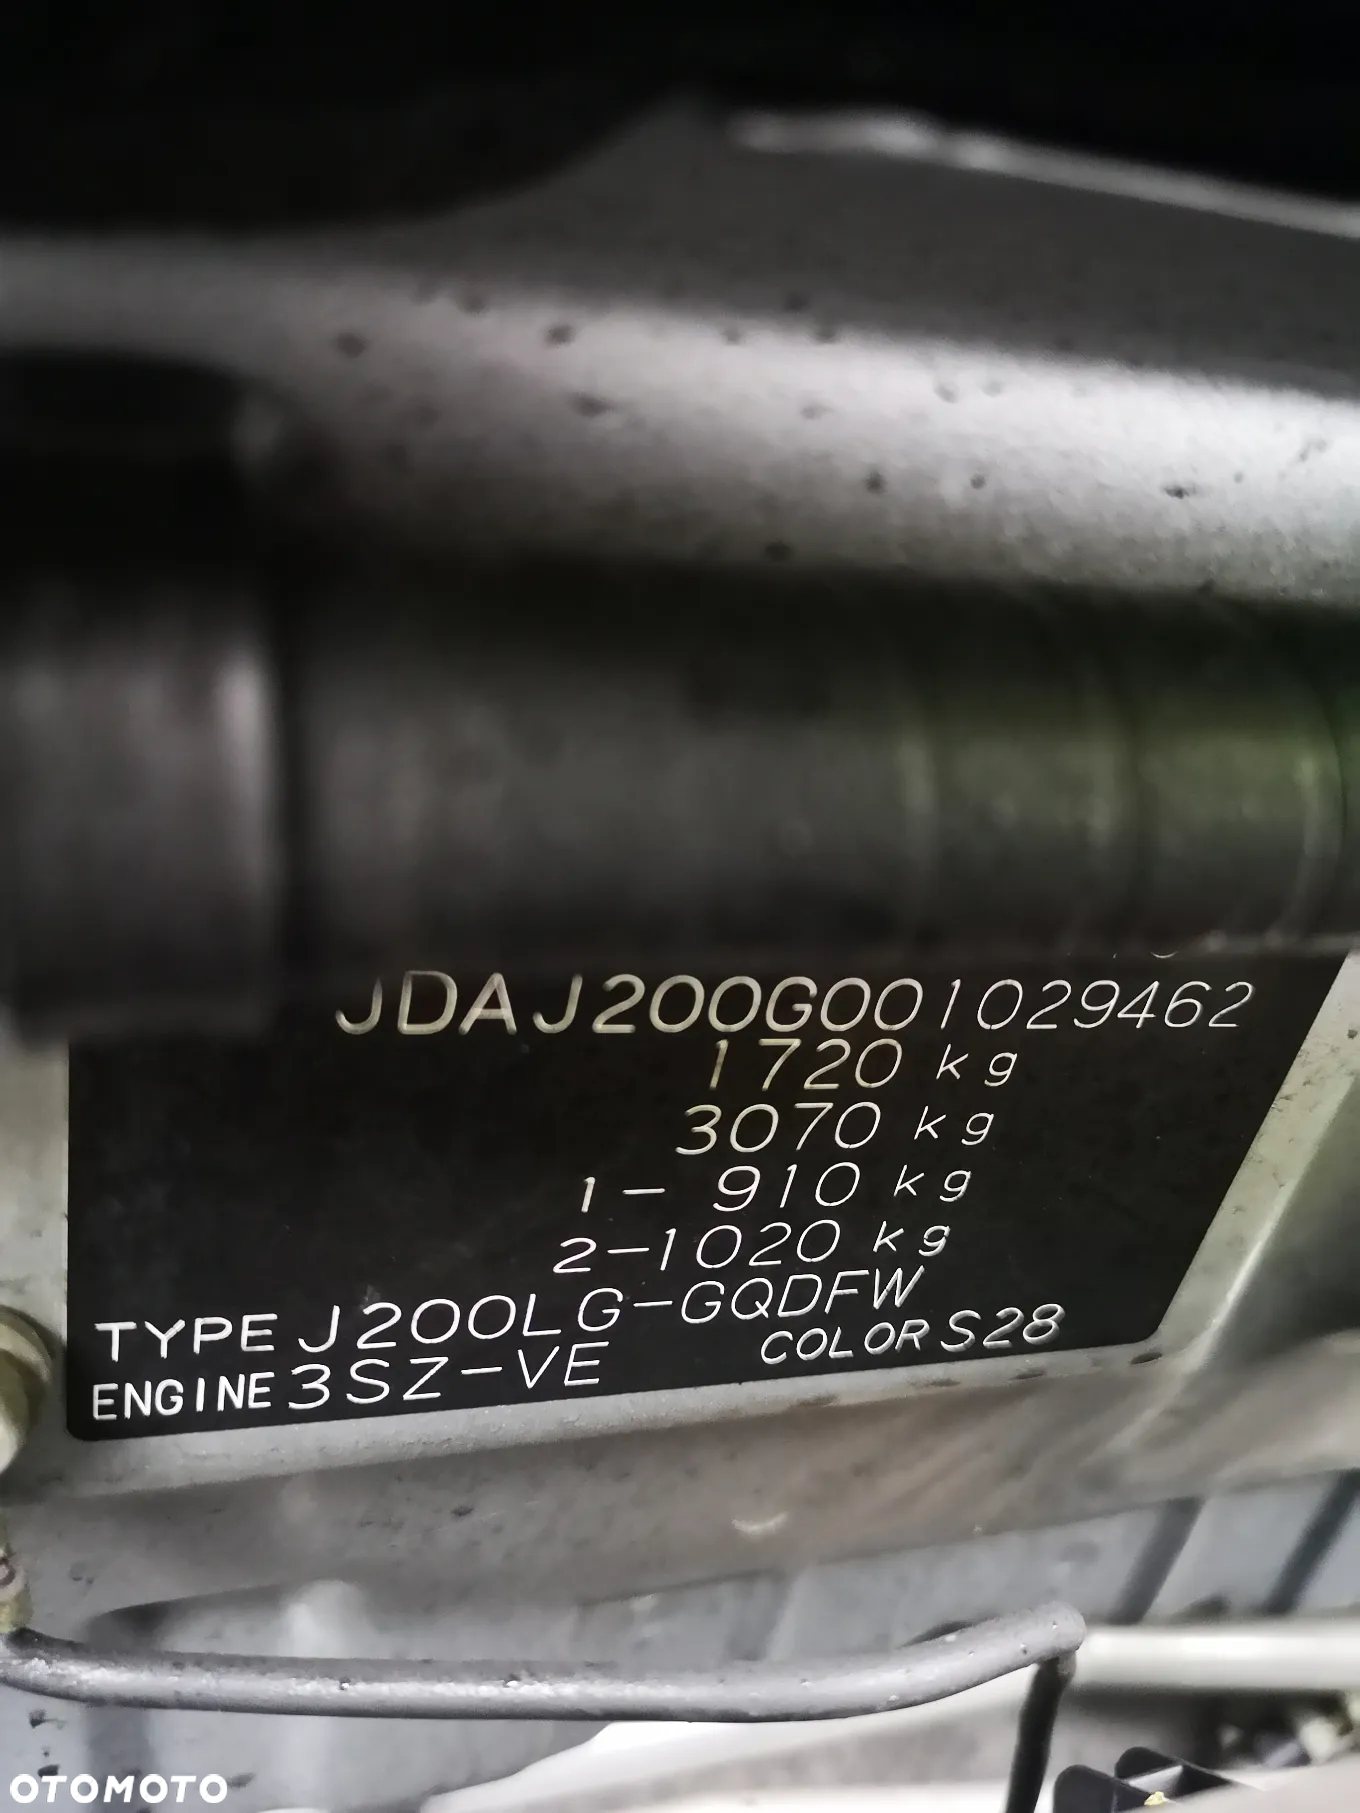 JDAJ200G001029462
1720 kg
3070 kg
1- 910 kg
2-1020 kg
TYPE J200LG-GQDFW
ENGINE 3SZ-VE COLOR S28
OTOMOTO